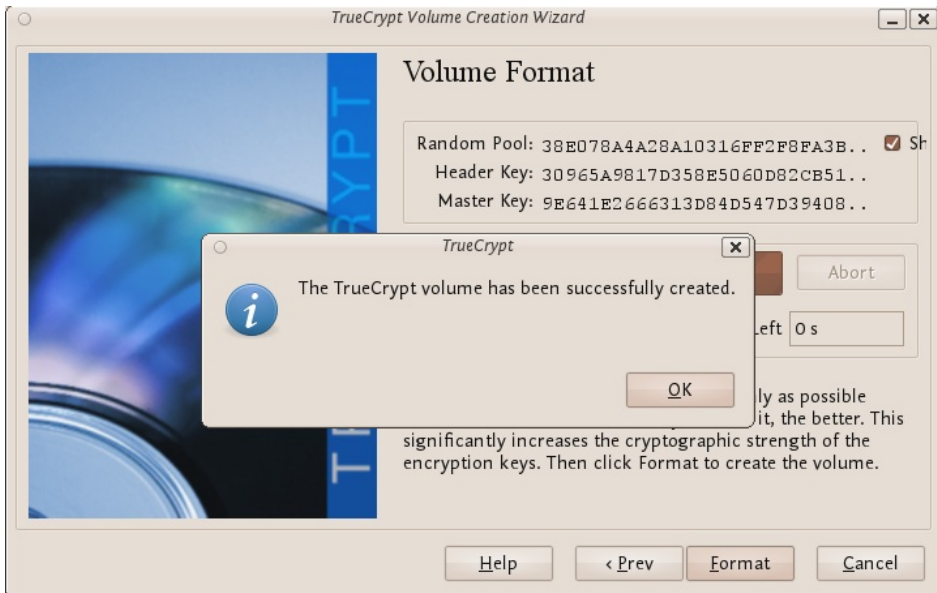 TrueCrypt Volume Creation Wizard
Volume Format
Random Pool: 38E078A4A28A10316FF2F8FA3B.. Sh
Header Key: 30965A9817D358E5060D82CB51..
Master Key: 9E641E2666313D84D547D39408..
TrueCrypt
The TrueCrypt volume has been successfully created.
OK
Abort
Left 0 s
ly as possible
it, the better. This
significantly increases the cryptographic strength of the
encryption keys. Then click Format to create the volume.
Help
< Prev
Format
Cancel